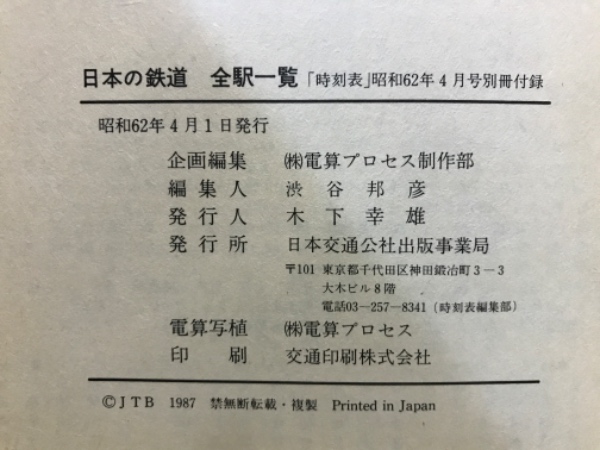 日本の鉄道 全駅一覧「時刻表」昭和62年4月号別冊付録
昭和62年4月1日発行
企画編集 ㈱電算プロセス制作部
編集人 渋谷邦彦
発行人 木下幸雄
発行所 日本交通公社出版事業局
〒101 東京都千代田区神田鍛冶町3−3
大木ビル8階
電話03−257−8341（時刻表編集部）
電算写植 ㈱電算プロセス
印刷 交通印刷株式会社
©JTB 1987 禁無断転載・複製 Printed in Japan